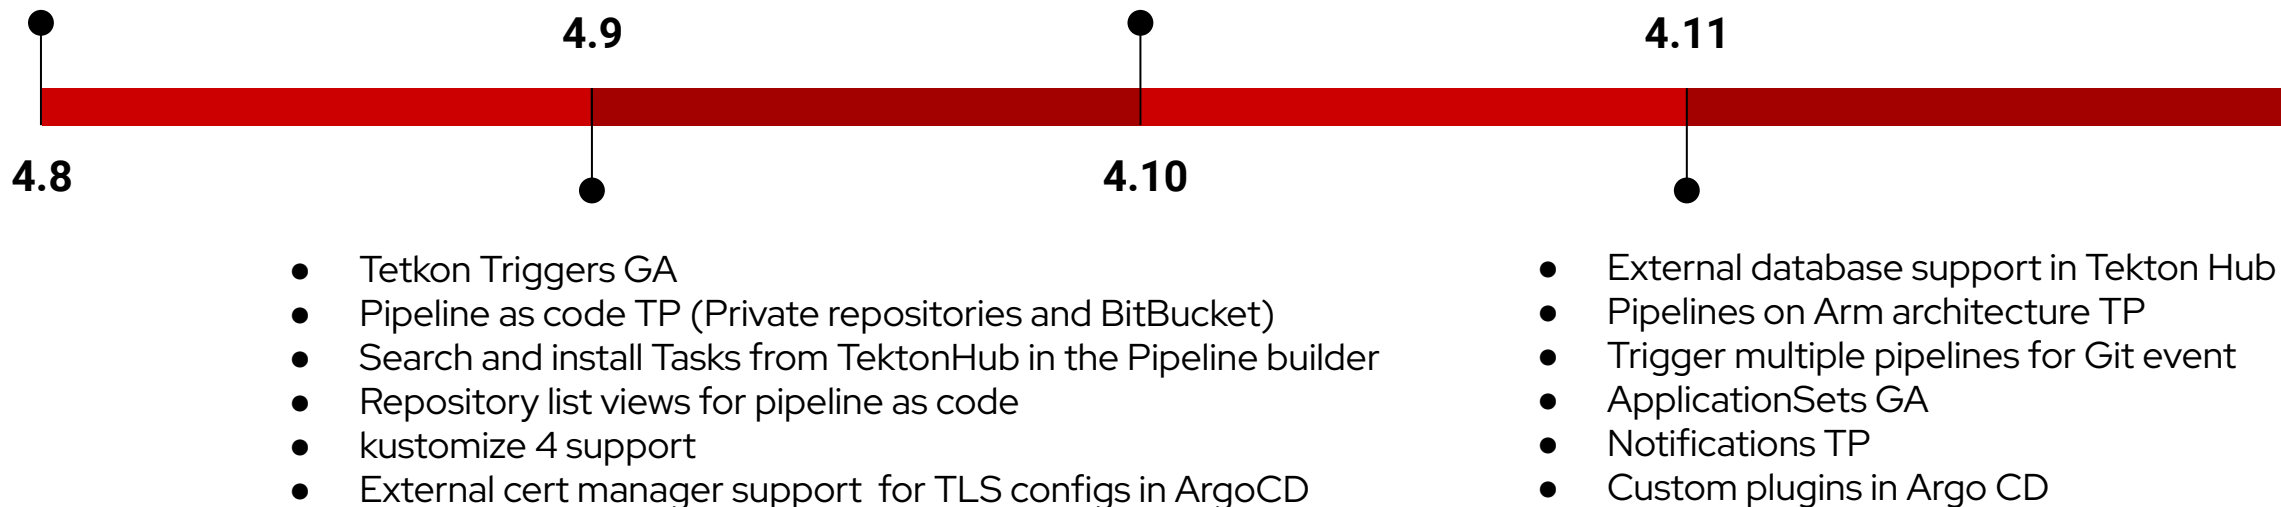 4.9
4.11
4.8
4.10
Tetkon Triggers GA
Pipeline as code TP (Private repositories and BitBucket)
Search and install Tasks from TektonHub in the Pipeline builder
Repository list views for pipeline as code
kustomize 4 support
External cert manager support  for TLS configs in ArgoCD
External database support in Tekton Hub
Pipelines on Arm architecture TP
Trigger multiple pipelines for Git event
ApplicationSets GA
Notifications TP
Custom plugins in Argo CD